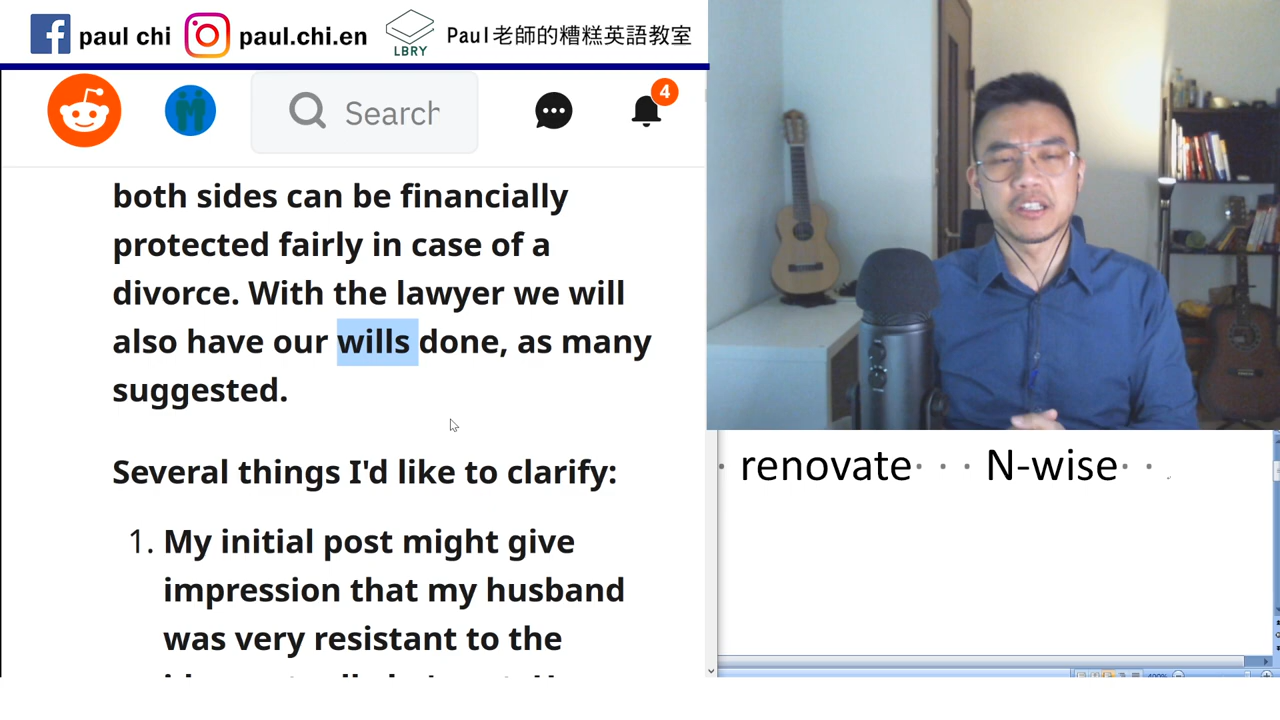 paul chi paul.chi.en LBRY Paul老師的糟糕英語教室
Search 4
both sides can be financially
protected fairly in case of a
divorce. With the lawyer we will
also have our wills done, as many
suggested.
Several things I'd like to clarify:
1. My initial post might give
impression that my husband
was very resistant to the
renovate N-wise